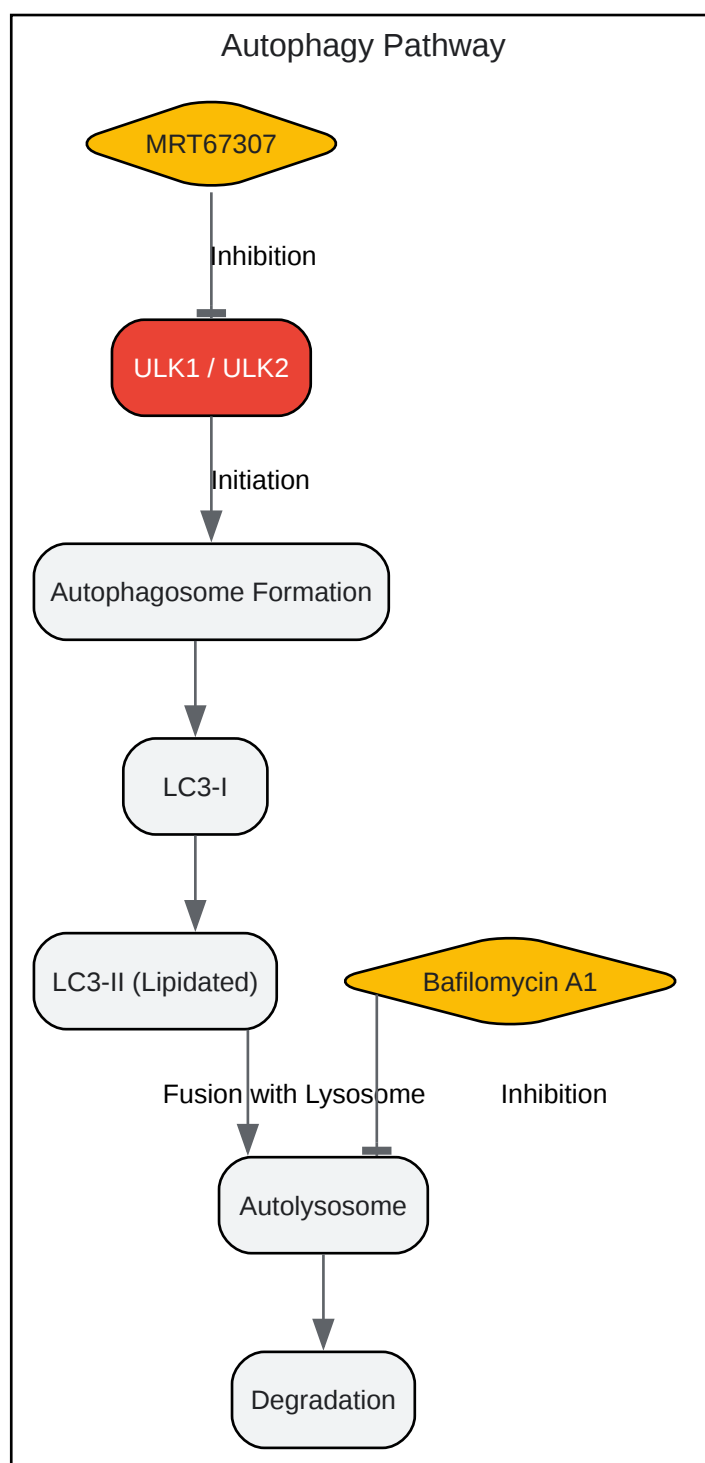 Autophagy Pathway
MRT67307
Inhibition
ULK1 / ULK2
Initiation
Autophagosome Formation
LC3-I
LC3-II (Lipidated)
Bafilomycin A1
Fusion with Lysosome
Inhibition
Autolysosome
Degradation